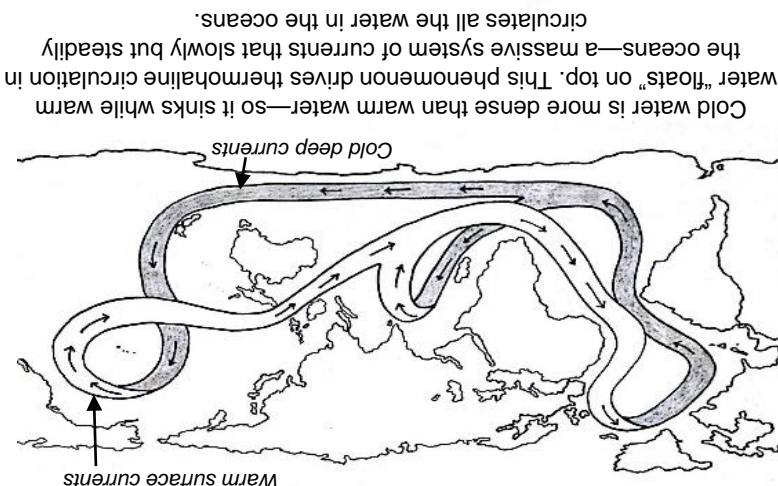 Warm surface currents
Cold deep currents
Cold water is more dense than warm water—so it sinks while warm
water "floats" on top. This phenomenon drives thermohaline circulation in
the oceans—a massive system of currents that slowly but steadily
circulates all the water in the oceans.